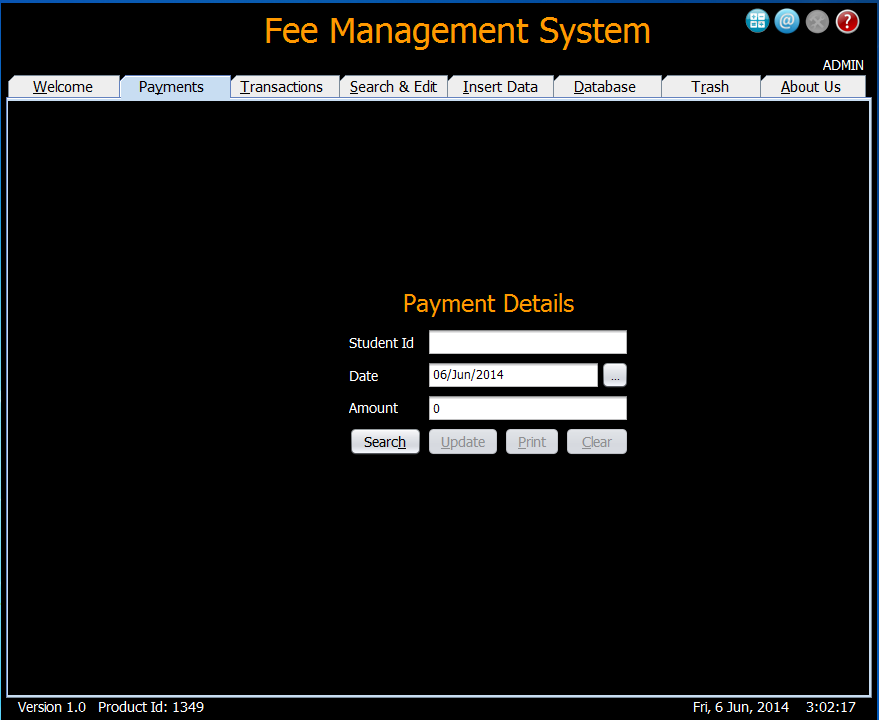 Fee Management System
@ ?
ADMIN
Welcome Payments Transactions Search & Edit Insert Data Database Trash About Us
Payment Details
Student Id
Date 06/Jun/2014 ...
Amount 0
Search Update Print Clear
Version 1.0 Product Id: 1349 Fri, 6 Jun, 2014 3:02:17